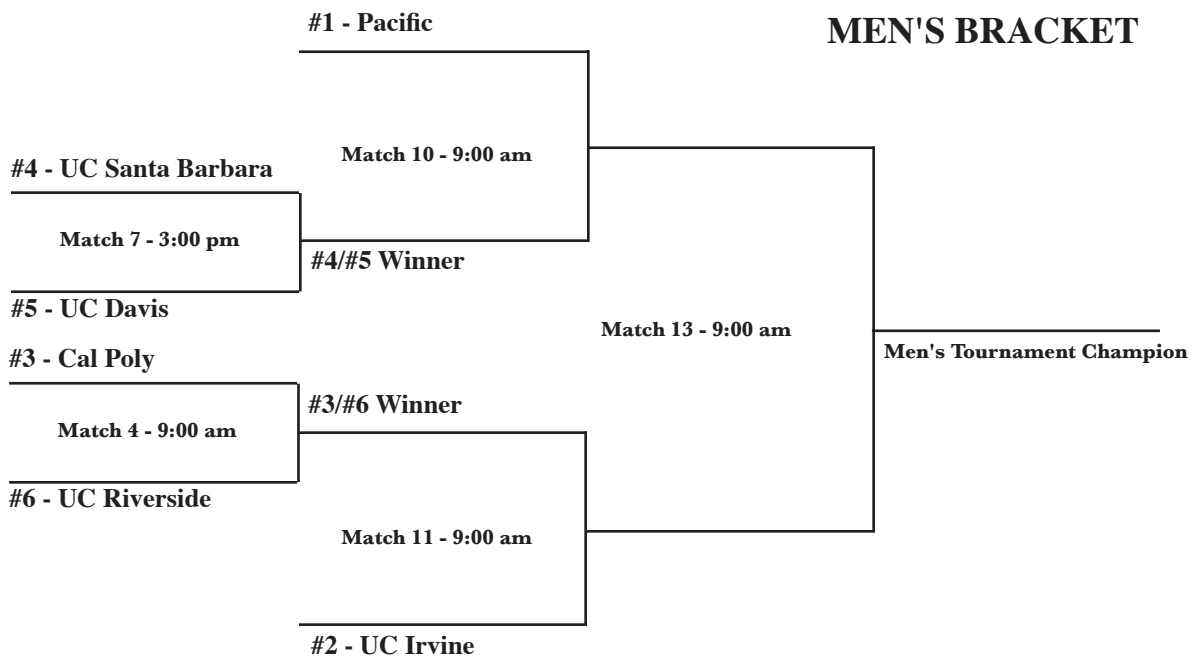 #1 - Pacific
MEN'S BRACKET
Match 10 - 9:00 am
#4 - UC Santa Barbara
Match 7 - 3:00 pm
#4/#5 Winner
#5 - UC Davis
Match 13 - 9:00 am
Men's Tournament Champion
#3 - Cal Poly
#3/#6 Winner
Match 4 - 9:00 am
#6 - UC Riverside
Match 11 - 9:00 am
#2 - UC Irvine